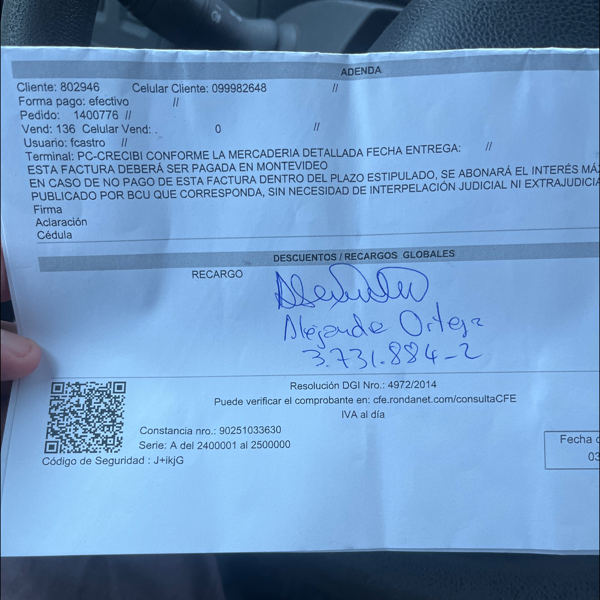 ADENDA
Cliente: 802946 Celular Cliente: 099982648 //
Forma pago: efectivo //
Pedido: 1400776 //
Vend: 136 Celular Vend: . 0 //
Usuario: fcastro //
Terminal: PC-CRECIBI CONFORME LA MERCADERIA DETALLADA FECHA ENTREGA: //
ESTA FACTURA DEBERÁ SER PAGADA EN MONTEVIDEO
EN CASO DE NO PAGO DE ESTA FACTURA DENTRO DEL PLAZO ESTIPULADO, SE ABONARÁ EL INTERÉS MÁ
PUBLICADO POR BCU QUE CORRESPONDA, SIN NECESIDAD DE INTERPELACIÓN JUDICIAL NI EXTRAJUDICIA
Firma
Aclaración
Cédula
DESCUENTOS / RECARGOS GLOBALES
RECARGO
Alejandro Ortega
3.731.884-2
Resolución DGI Nro.: 4972/2014
Puede verificar el comprobante en: cfe.rondanet.com/consultaCFE
IVA al día
Constancia nro.: 90251033630
Serie: A del 2400001 al 2500000
Código de Seguridad : J+ikjG
Fecha
03